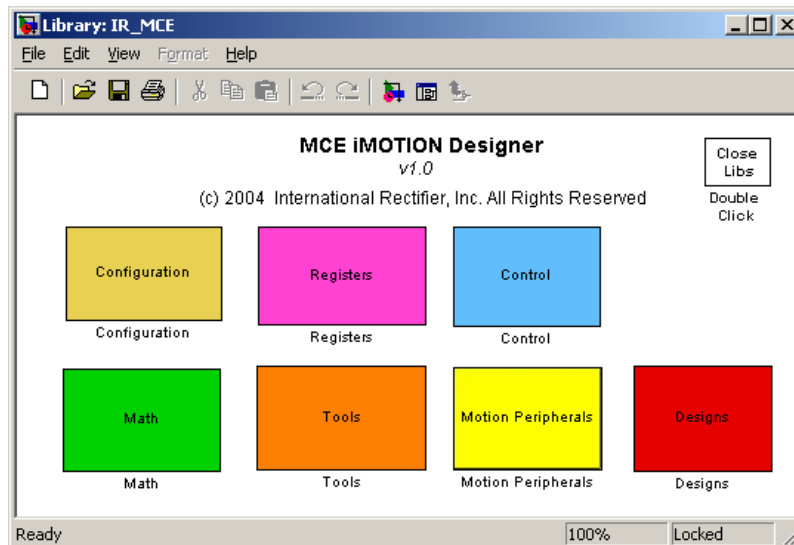 Library: IR_MCE
File Edit View Format Help
MCE iMOTION Designer
v1.0
(c) 2004 International Rectifier, Inc. All Rights Reserved
Close
Libs
Double
Click
Configuration
Registers
Control
Configuration
Registers
Control
Math
Tools
Motion Peripherals
Designs
Math
Tools
Motion Peripherals
Designs
Ready
100%
Locked